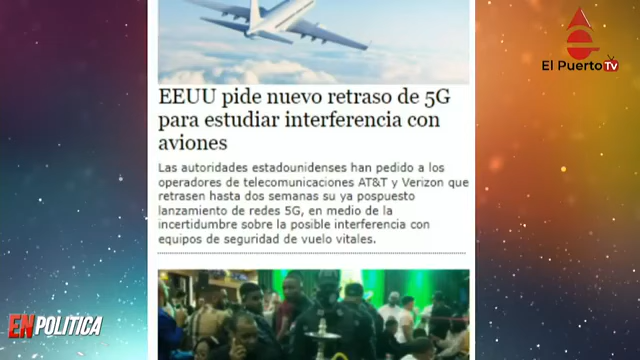 El Puerto TV
EEUU pide nuevo retraso de 5G
para estudiar interferencia con
aviones
Las autoridades estadounidenses han pedido a los
operadores de telecomunicaciones AT&T y Verizon que
retrasen hasta dos semanas su ya pospuesto
lanzamiento de redes 5G, en medio de la
incertidumbre sobre la posible interferencia con
equipos de seguridad de vuelo vitales.
EN POLITICA